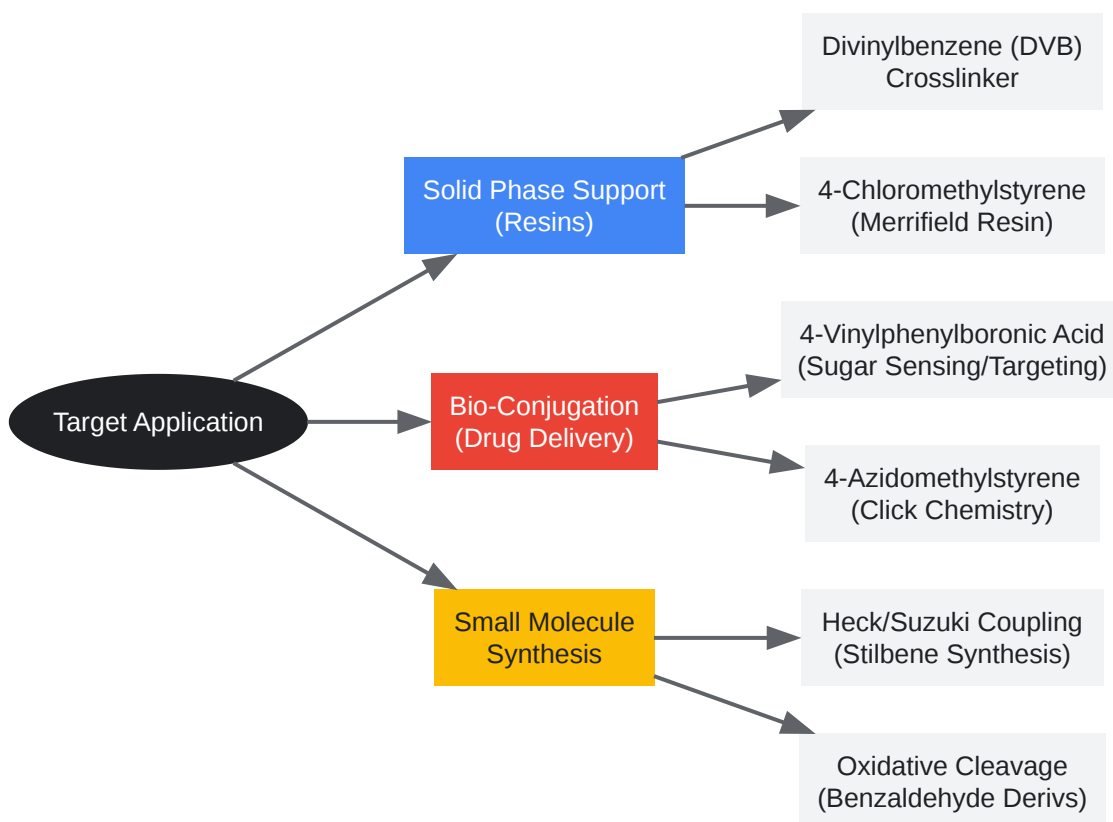 Target Application
Solid Phase Support
(Resins)
Divinylbenzene (DVB)
Crosslinker
4-Chloromethylstyrene
(Merrifield Resin)
Bio-Conjugation
(Drug Delivery)
4-Vinylphenylboronic Acid
(Sugar Sensing/Targeting)
4-Azidomethylstyrene
(Click Chemistry)
Small Molecule
Synthesis
Heck/Suzuki Coupling
(Stilbene Synthesis)
Oxidative Cleavage
(Benzaldehyde Derivs)